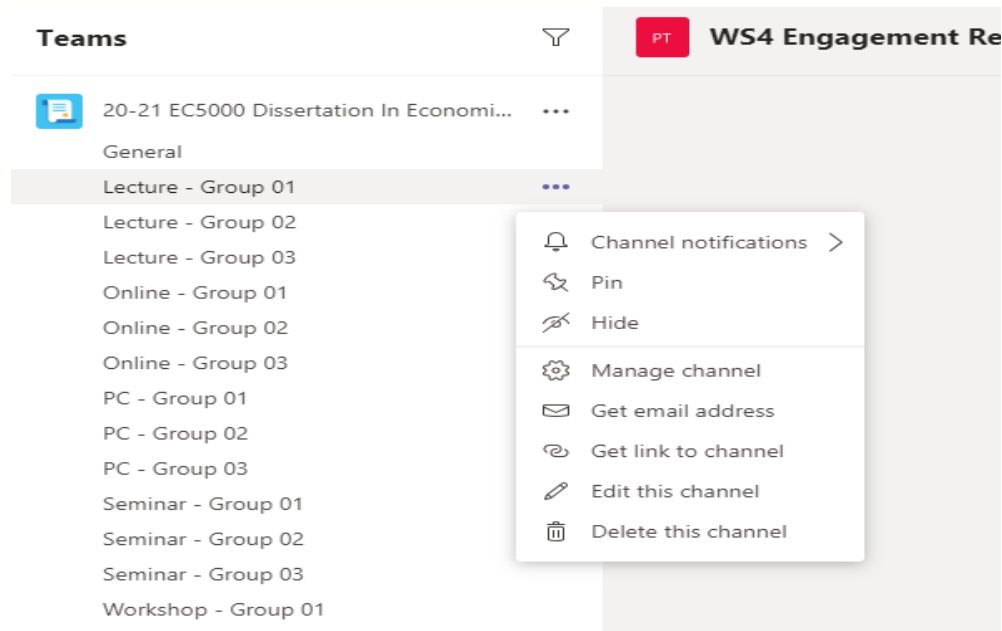 Teams
PT WS4 Engagement Re
20-21 EC5000 Dissertation In Economi...
General
Lecture - Group 01
Lecture - Group 02
Lecture - Group 03
Online - Group 01
Online - Group 02
Online - Group 03
PC - Group 01
PC - Group 02
PC - Group 03
Seminar - Group 01
Seminar - Group 02
Seminar - Group 03
Workshop - Group 01
Channel notifications
Pin
Hide
Manage channel
Get email address
Get link to channel
Edit this channel
Delete this channel